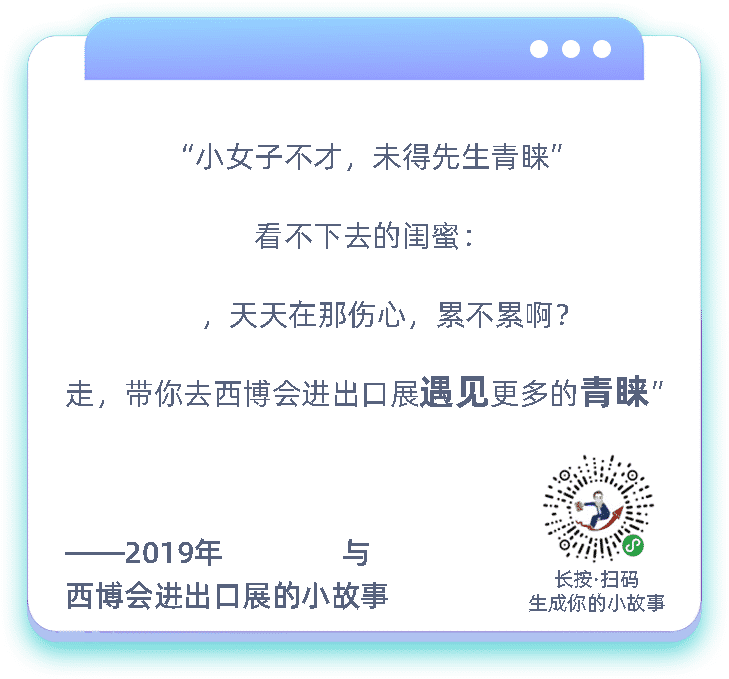 “小女子不才，未得先生青睐”
看不下去的闺蜜：
，天天在那伤心，累不累啊？
走，带你去西博会进出口展遇见更多的青睐”
——2019年 与
西博会进出口展的小故事
长按·扫码
生成你的小故事